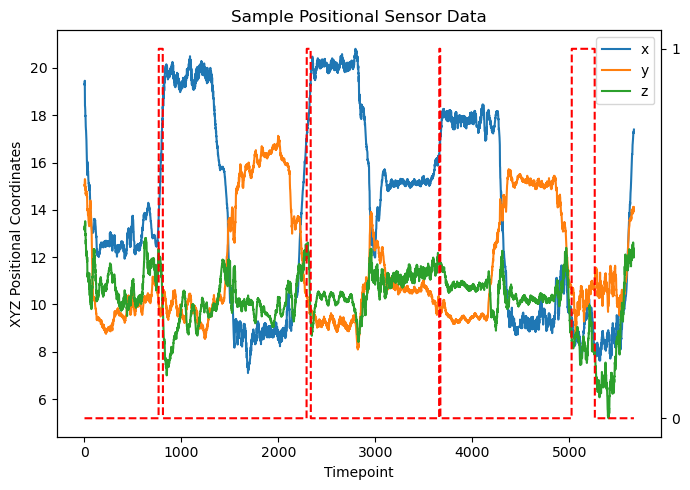 Sample Positional Sensor Data
XYZ Positional Coordinates
20
18
16
14
12
10
8
6
1
0
x
y
z
0 1000 2000 3000 4000 5000
Timepoint